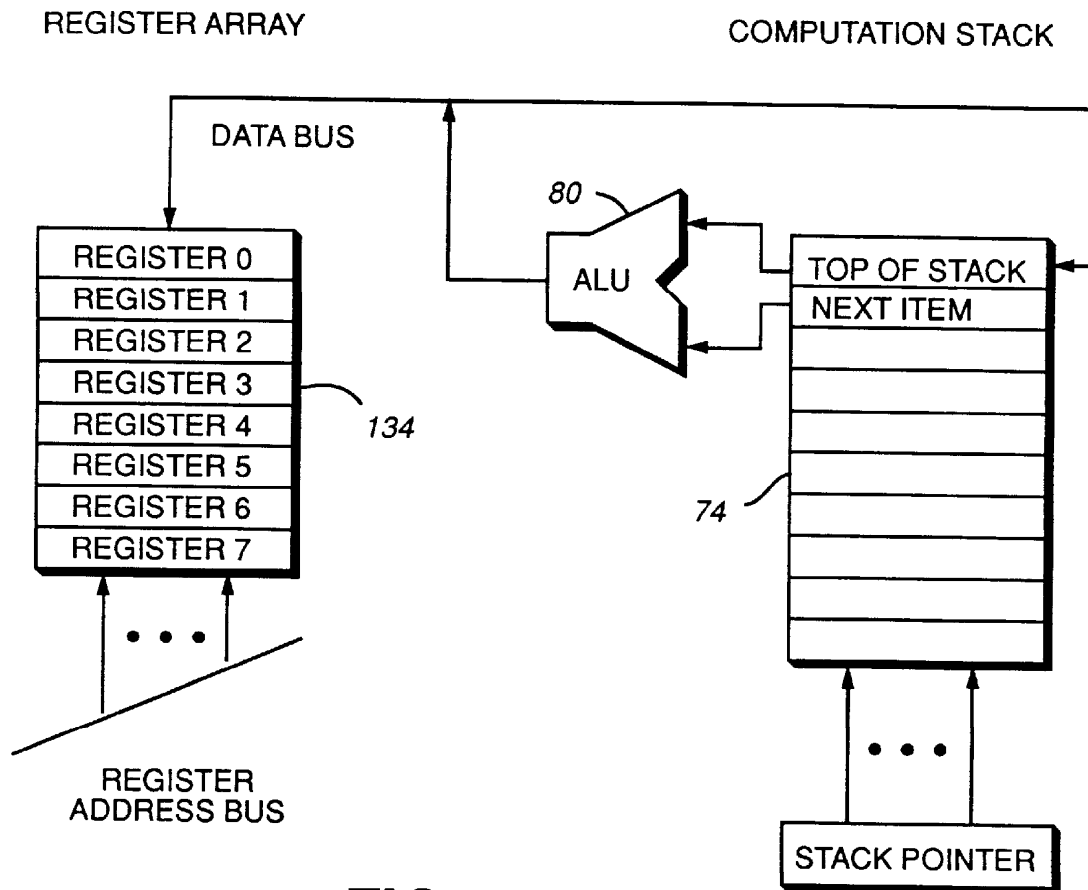 REGISTER ARRAY
COMPUTATION STACK
DATA BUS
80
REGISTER 0
REGISTER 1
REGISTER 2
REGISTER 3
REGISTER 4
REGISTER 5
REGISTER 6
REGISTER 7
134
ALU
TOP OF STACK
NEXT ITEM
74
REGISTER
ADDRESS BUS
STACK POINTER